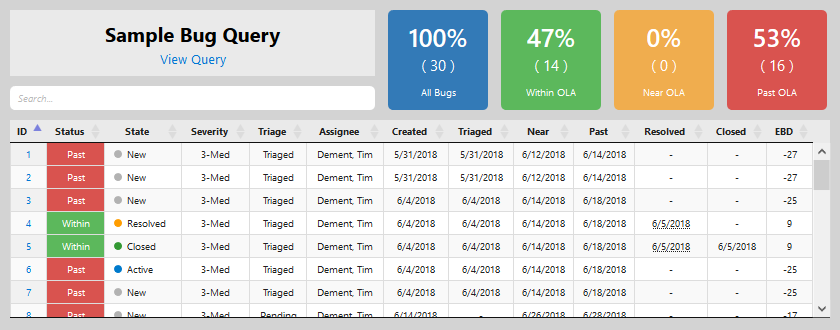 Sample Bug Query
View Query
Search...
100%
( 30 )
All Bugs
47%
( 14 )
Within OLA
0%
( 0 )
Near OLA
53%
( 16 )
Past OLA
ID Status State Severity Triage Assignee Created Triaged Near Past Resolved Closed EBD
1 Past New 3-Med Triaged Dement, Tim 5/31/2018 5/31/2018 6/12/2018 6/14/2018 - - -27
2 Past New 3-Med Triaged Dement, Tim 5/31/2018 5/31/2018 6/12/2018 6/14/2018 - - -27
3 Past New 3-Med Triaged Dement, Tim 6/4/2018 6/4/2018 6/14/2018 6/18/2018 - - -25
4 Within Resolved 3-Med Triaged Dement, Tim 6/4/2018 6/4/2018 6/14/2018 6/18/2018 6/5/2018 - 9
5 Within Closed 3-Med Triaged Dement, Tim 6/4/2018 6/4/2018 6/14/2018 6/18/2018 6/5/2018 6/5/2018 9
6 Past Active 3-Med Triaged Dement, Tim 6/4/2018 6/4/2018 6/14/2018 6/18/2018 - - -25
7 Past New 3-Med Triaged Dement, Tim 6/4/2018 6/4/2018 6/14/2018 6/18/2018 - - -25
8 Past New 3-Med Pending Dement, Tim 6/14/2018 - 6/26/2018 6/28/2018 - - -17